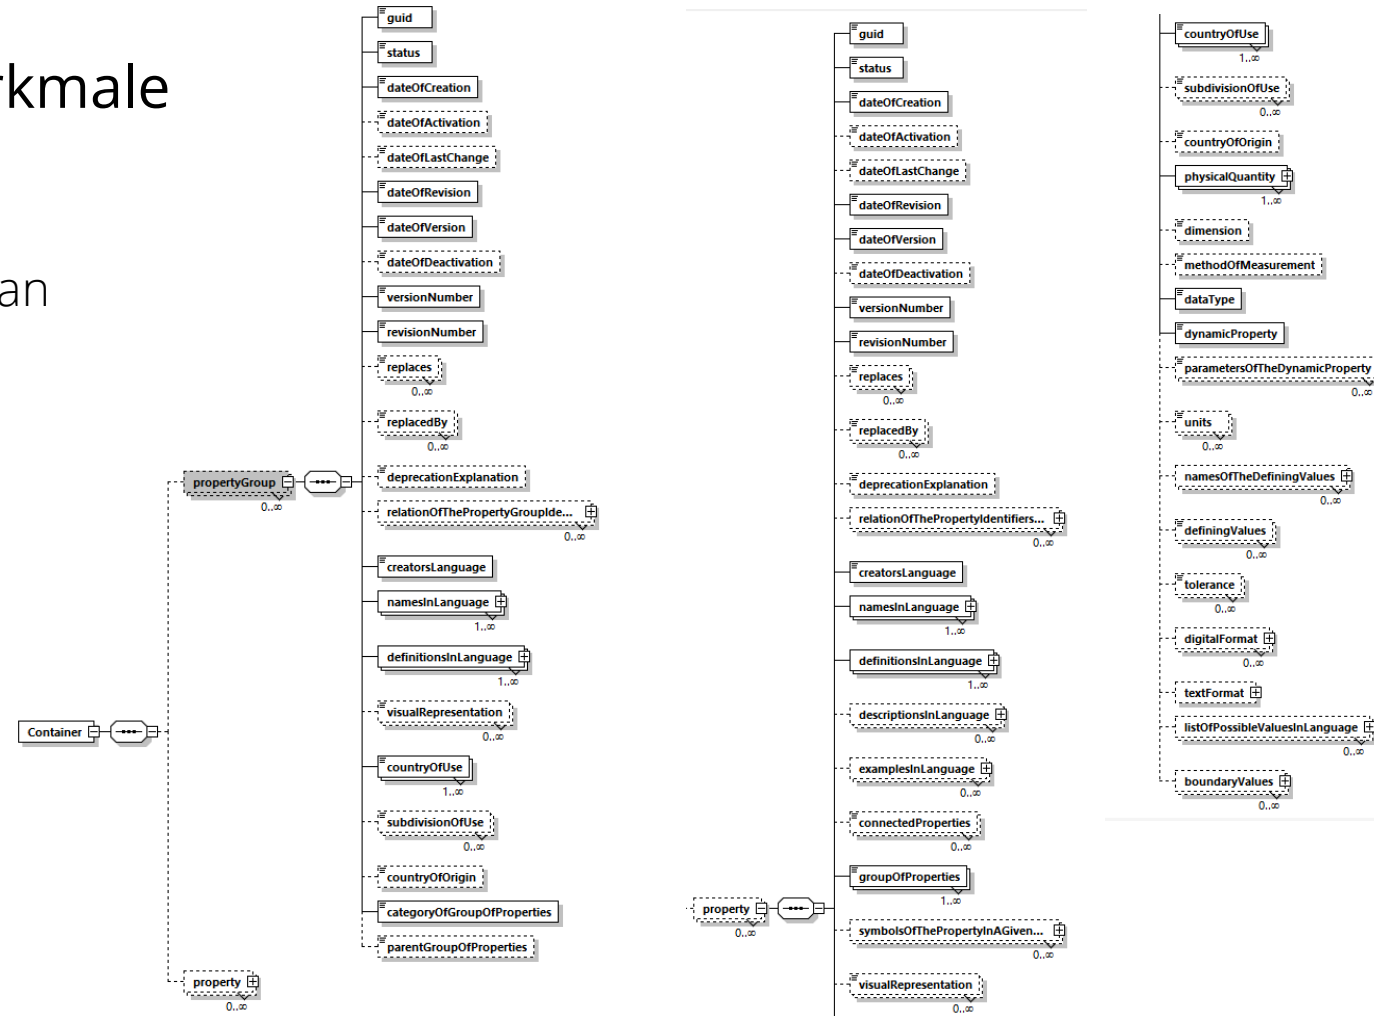 rkmale
an
Container
propertyGroup
0..∞
guid
status
dateOfCreation
dateOfActivation
dateOfLastChange
dateOfRevision
dateOfVersion
dateOfDeactivation
versionNumber
revisionNumber
replaces
0..∞
replacedBy
0..∞
deprecationExplanation
relationOfThePropertyGroupIde...
0..∞
creatorsLanguage
namesInLanguage
1..∞
definitionsInLanguage
1..∞
visualRepresentation
0..∞
countryOfUse
1..∞
subdivisionOfUse
0..∞
countryOfOrigin
categoryOfGroupOfProperties
parentGroupOfProperties
property
0..∞
property
0..∞
guid
status
dateOfCreation
dateOfActivation
dateOfLastChange
dateOfRevision
dateOfVersion
dateOfDeactivation
versionNumber
revisionNumber
replaces
0..∞
replacedBy
0..∞
deprecationExplanation
relationOfThePropertyIdentifiers...
0..∞
creatorsLanguage
namesInLanguage
1..∞
definitionsInLanguage
1..∞
descriptionsInLanguage
0..∞
examplesInLanguage
0..∞
connectedProperties
0..∞
groupOfProperties
1..∞
symbolsOfThePropertyInAGiven...
0..∞
visualRepresentation
0..∞
countryOfUse
1..∞
subdivisionOfUse
0..∞
countryOfOrigin
physicalQuantity
1..∞
dimension
methodOfMeasurement
dataType
dynamicProperty
parametersOfTheDynamicProperty
0..∞
units
0..∞
namesOfTheDefiningValues
0..∞
definingValues
0..∞
tolerance
0..∞
digitalFormat
0..∞
textFormat
listOfPossibleValuesInLanguage
0..∞
boundaryValues
0..∞